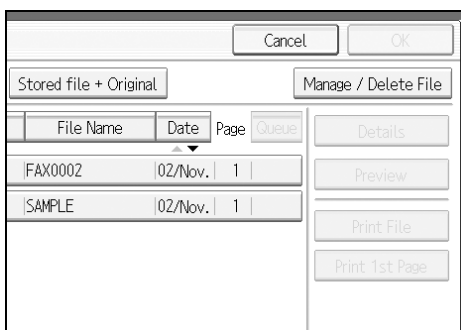 Cancel OK
Stored file + Original Manage / Delete File
File Name Date Page Queue Details
FAX0002 02/Nov. 1 Preview
SAMPLE 02/Nov. 1
Print File
Print 1st Page